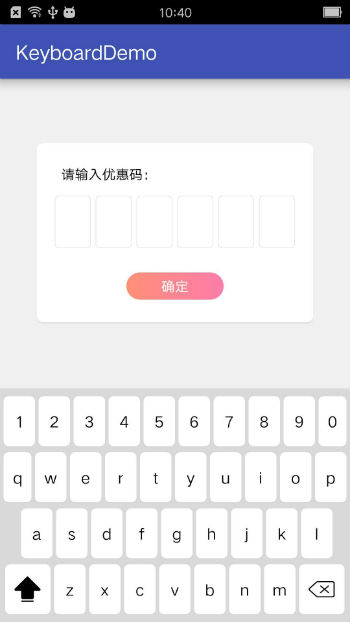 10:40
KeyboardDemo
请输入优惠码：
确定
1 2 3 4 5 6 7 8 9 0
q w e r t y u i o p
a s d f g h j k l
z x c v b n m